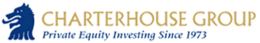 CHARTERHOUSE GROUP
Private Equity Investing Since 1973